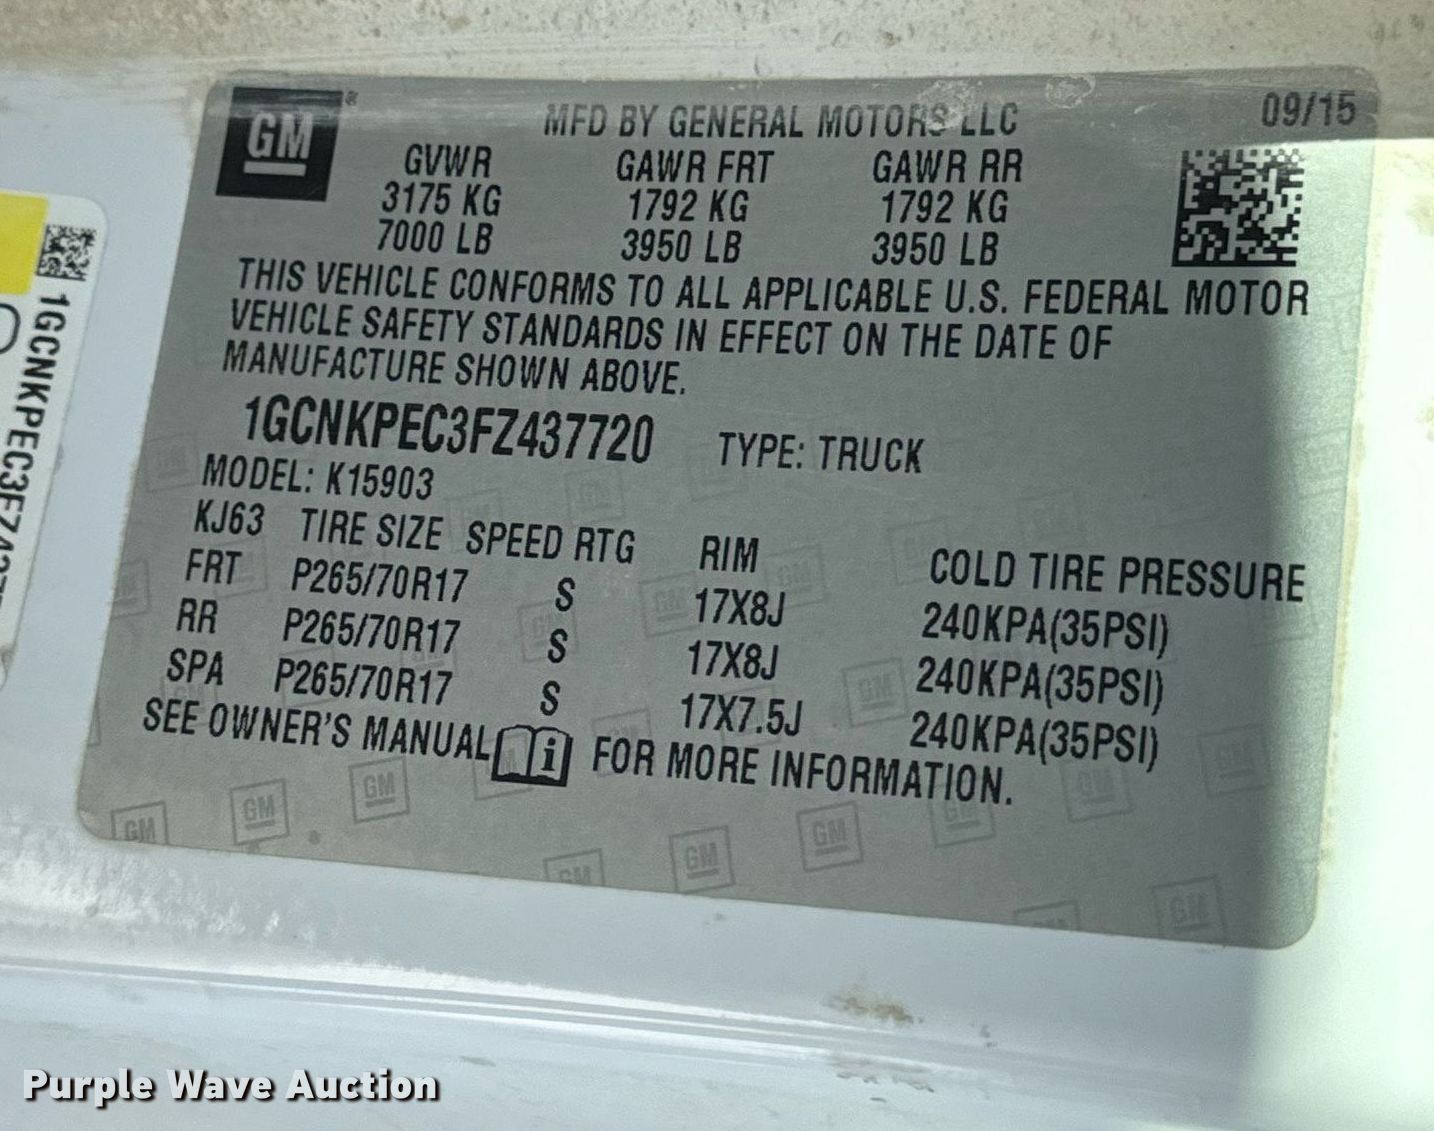 GM
MFD BY GENERAL MOTORS LLC 09/15
GVWR GAWR FRT GAWR RR
3175 KG 1792 KG 1792 KG
7000 LB 3950 LB 3950 LB
THIS VEHICLE CONFORMS TO ALL APPLICABLE U.S. FEDERAL MOTOR
VEHICLE SAFETY STANDARDS IN EFFECT ON THE DATE OF
MANUFACTURE SHOWN ABOVE.
1GCNKPEC3FZ437720 TYPE: TRUCK
MODEL: K15903
KJ63 TIRE SIZE SPEED RTG RIM COLD TIRE PRESSURE
FRT P265/70R17 S 17X8J 240KPA(35PSI)
RR P265/70R17 S 17X8J 240KPA(35PSI)
SPA P265/70R17 S 17X7.5J 240KPA(35PSI)
SEE OWNER'S MANUAL i FOR MORE INFORMATION.
Purple Wave Auction